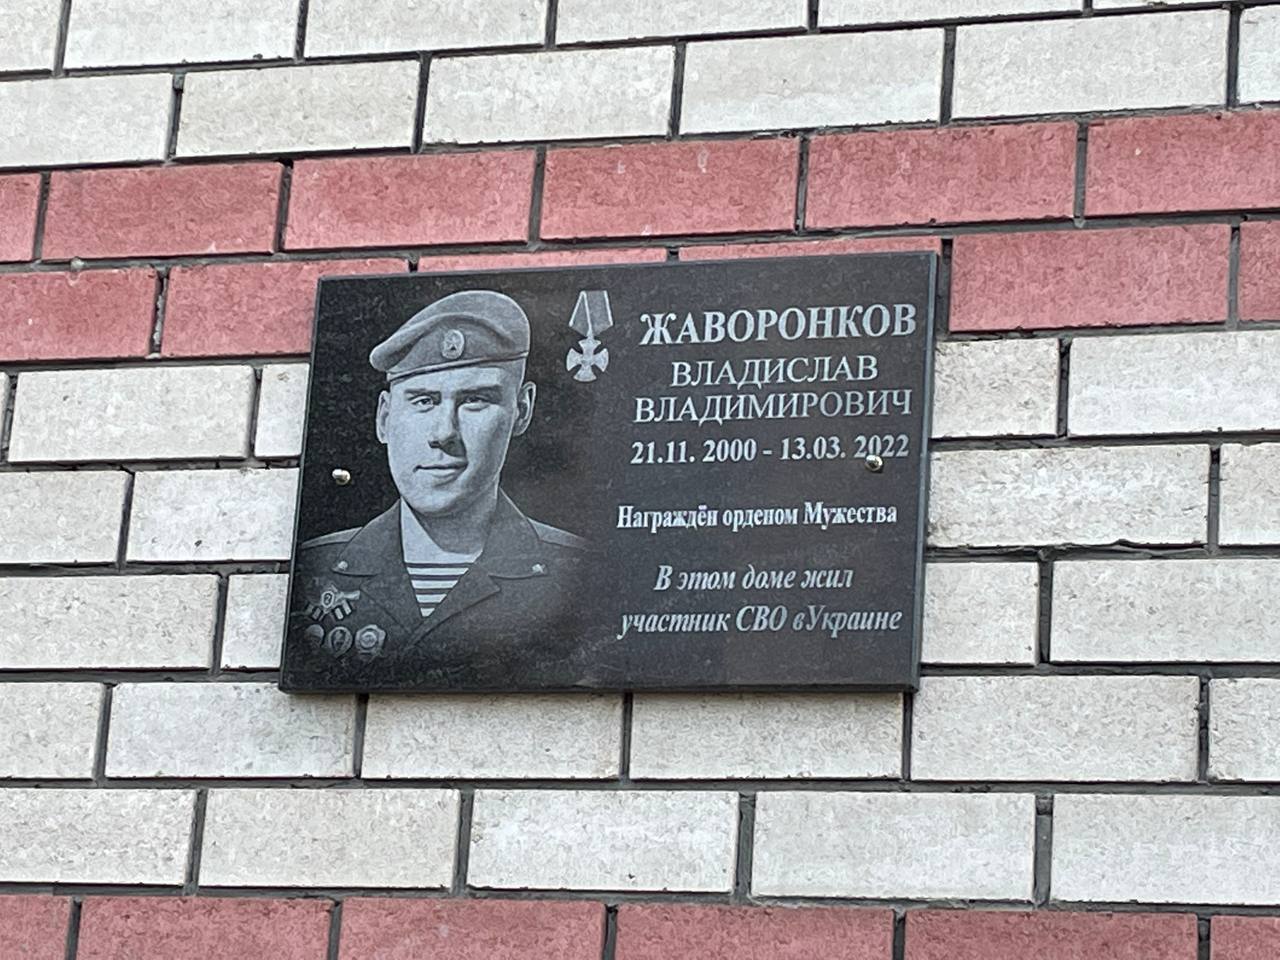 ЖАВОРОНКОВ
ВЛАДИСЛАВ
ВЛАДИМИРОВИЧ
21.11. 2000 - 13.03. 2022
Награждён орденом Мужества
В этом доме жил
участник СВО вУкраине